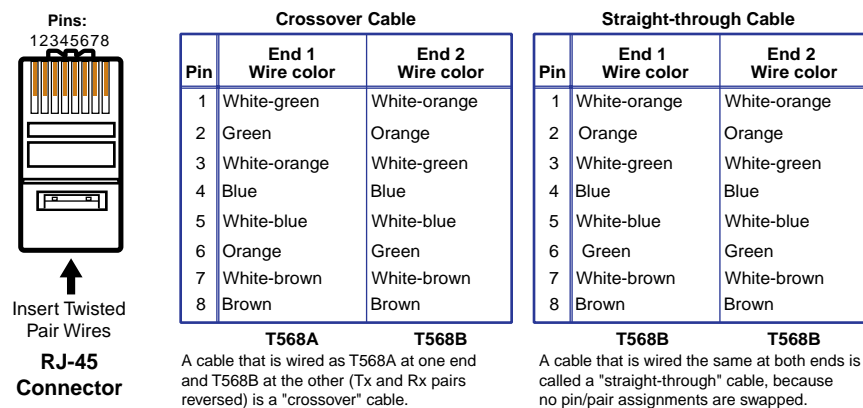 Pins:
12345678
Insert Twisted
Pair Wires
RJ-45
Connector
Crossover Cable
Pin End 1 Wire color End 2 Wire color
1 White-green White-orange
2 Green Orange
3 White-orange White-green
4 Blue Blue
5 White-blue White-blue
6 Orange Green
7 White-brown White-brown
8 Brown Brown
T568A T568B
A cable that is wired as T568A at one end
and T568B at the other (Tx and Rx pairs
reversed) is a "crossover" cable.
Straight-through Cable
Pin End 1 Wire color End 2 Wire color
1 White-orange White-orange
2 Orange Orange
3 White-green White-green
4 Blue Blue
5 White-blue White-blue
6 Green Green
7 White-brown White-brown
8 Brown Brown
T568B T568B
A cable that is wired the same at both ends is
called a "straight-through" cable, because
no pin/pair assignments are swapped.